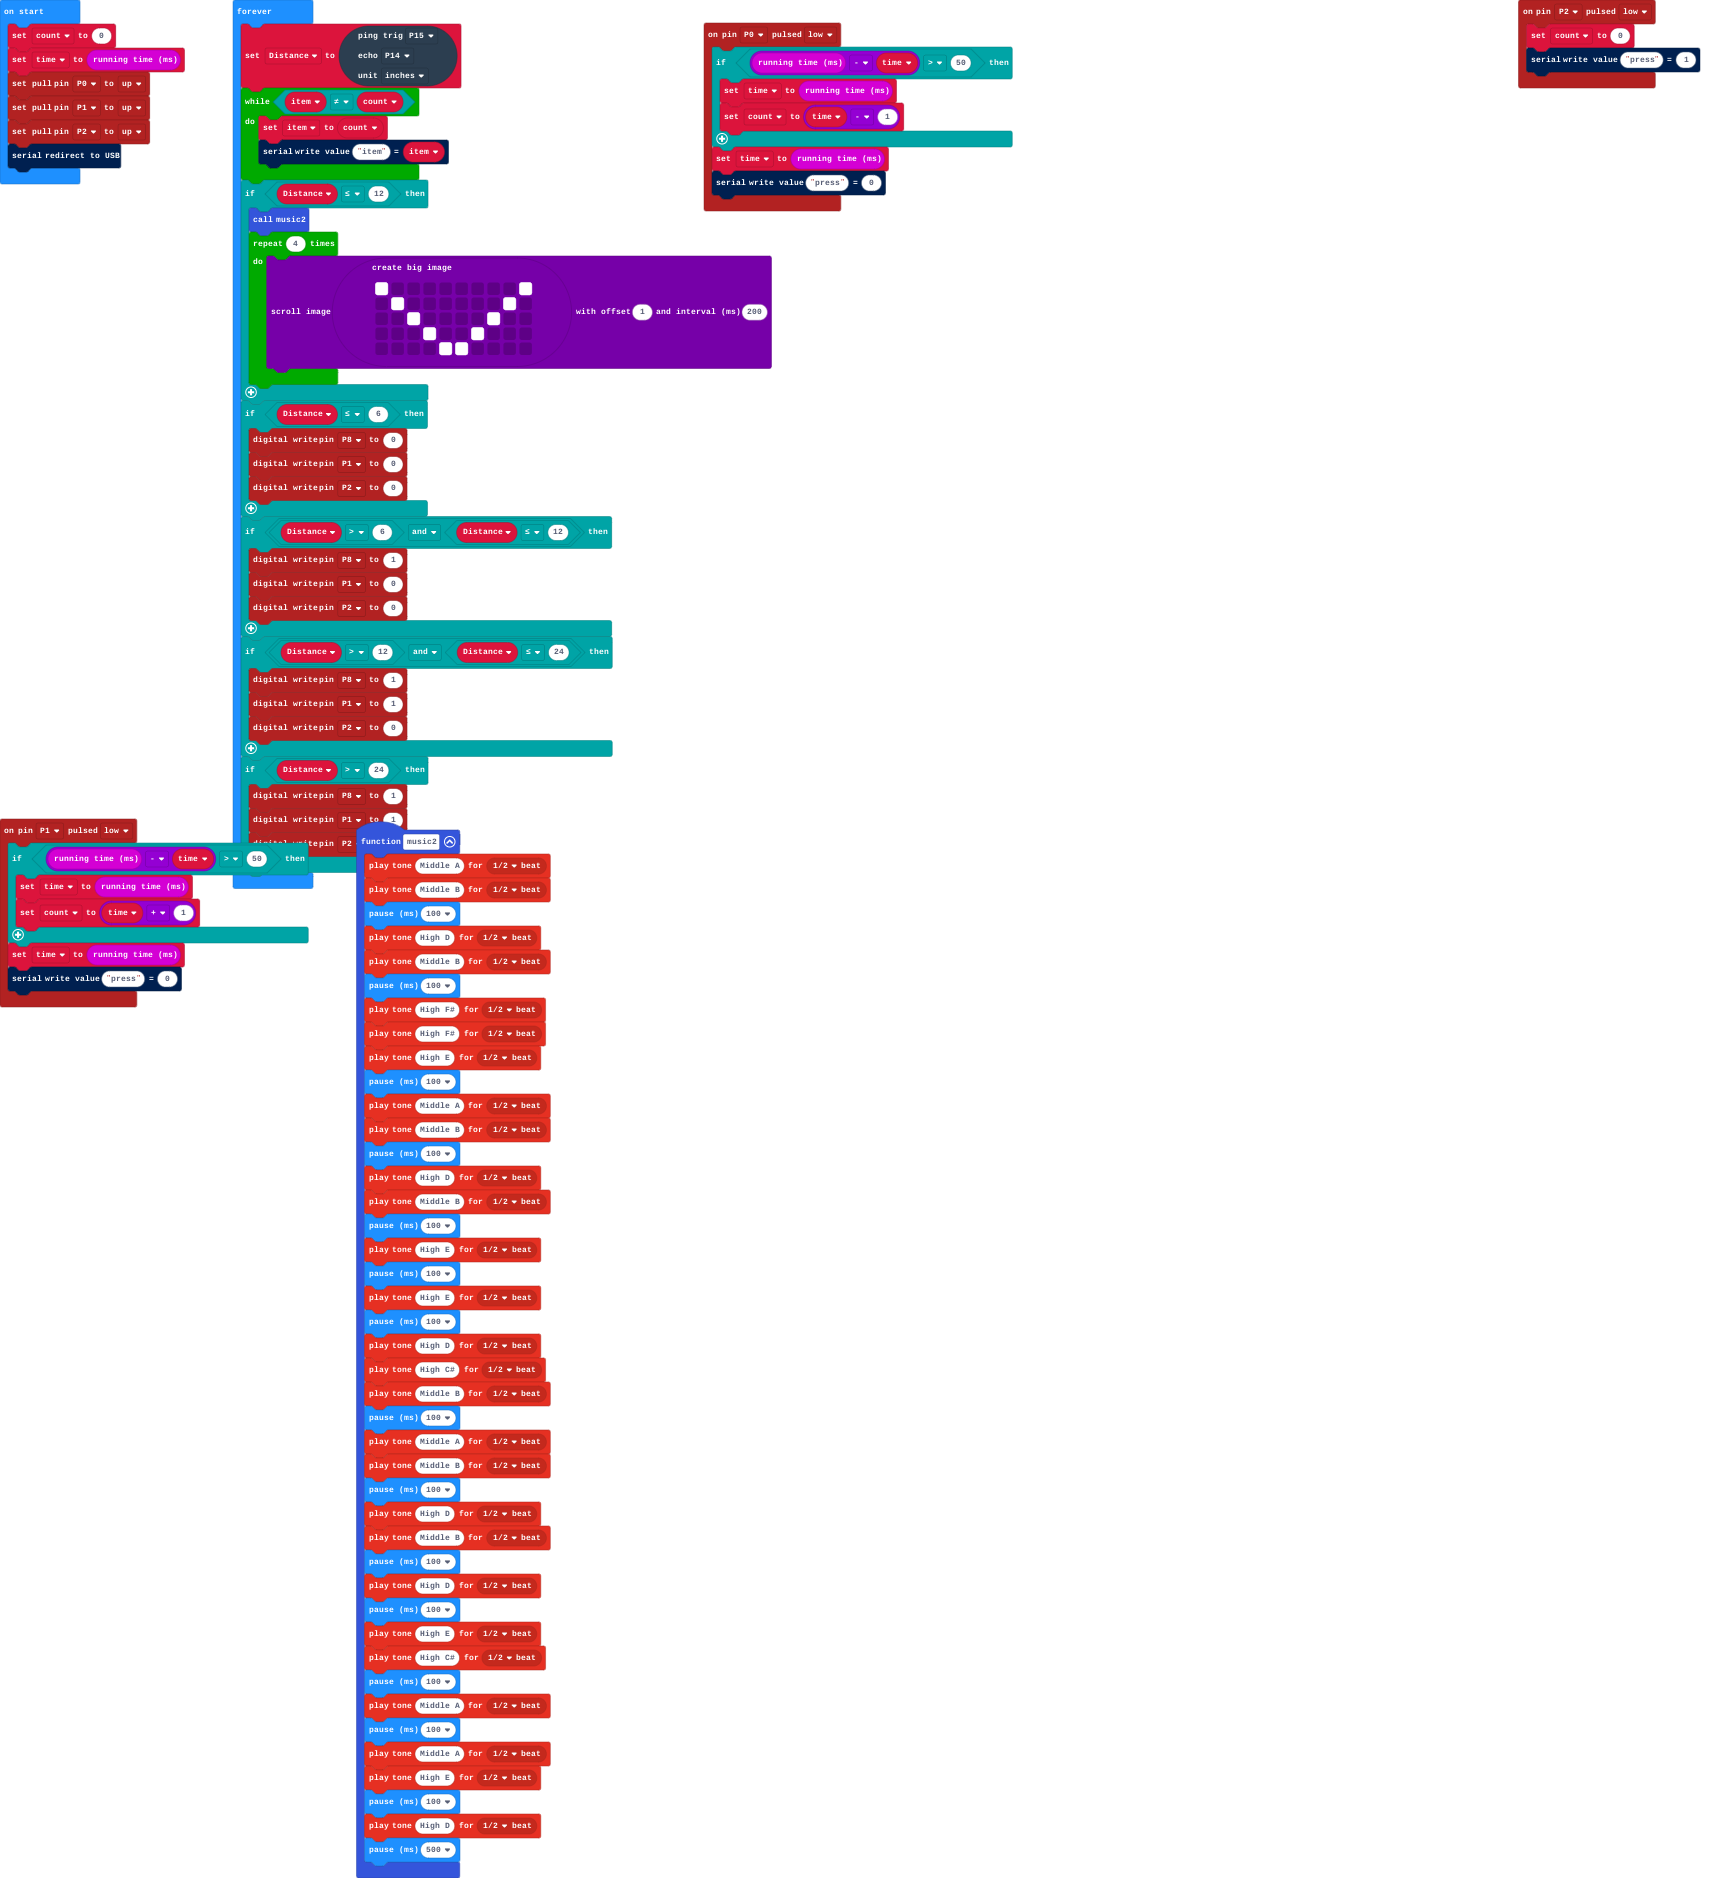 on start
set count to 0
set time to running time (ms)
set pull pin P0 to up
set pull pin P1 to up
set pull pin P2 to up
serial redirect to USB
forever
set Distance to ping trig P15
echo P14
unit inches
while item ≠ count
do set item to count
serial write value "item" = item
if Distance ≤ 12 then
call music2
repeat 4 times
do
create big image
scroll image with offset 1 and interval (ms) 200
if Distance ≤ 6 then
digital write pin P8 to 0
digital write pin P1 to 0
digital write pin P2 to 0
if Distance > 6 and Distance ≤ 12 then
digital write pin P8 to 1
digital write pin P1 to 0
digital write pin P2 to 0
if Distance > 12 and Distance ≤ 24 then
digital write pin P8 to 1
digital write pin P1 to 1
digital write pin P2 to 0
if Distance > 24 then
digital write pin P8 to 1
digital write pin P1 to 1
digital write pin P2
on pin P0 pulsed low
if running time (ms) - time > 50 then
set time to running time (ms)
set count to time - 1
set time to running time (ms)
serial write value "press" = 0
on pin P2 pulsed low
set count to 0
serial write value "press" = 1
on pin P1 pulsed low
if running time (ms) - time > 50 then
set time to running time (ms)
set count to time + 1
set time to running time (ms)
serial write value "press" = 0
function music2
play tone Middle A for 1/2 beat
play tone Middle B for 1/2 beat
pause (ms) 100
play tone High D for 1/2 beat
play tone Middle B for 1/2 beat
pause (ms) 100
play tone High F# for 1/2 beat
play tone High F# for 1/2 beat
play tone High E for 1/2 beat
pause (ms) 100
play tone Middle A for 1/2 beat
play tone Middle B for 1/2 beat
pause (ms) 100
play tone High D for 1/2 beat
play tone Middle B for 1/2 beat
pause (ms) 100
play tone High E for 1/2 beat
pause (ms) 100
play tone High E for 1/2 beat
pause (ms) 100
play tone High D for 1/2 beat
play tone High C# for 1/2 beat
play tone Middle B for 1/2 beat
pause (ms) 100
play tone Middle A for 1/2 beat
play tone Middle B for 1/2 beat
pause (ms) 100
play tone High D for 1/2 beat
play tone Middle B for 1/2 beat
pause (ms) 100
play tone High D for 1/2 beat
pause (ms) 100
play tone High E for 1/2 beat
play tone High C# for 1/2 beat
pause (ms) 100
play tone Middle A for 1/2 beat
pause (ms) 100
play tone Middle A for 1/2 beat
play tone High E for 1/2 beat
pause (ms) 100
play tone High D for 1/2 beat
pause (ms) 500